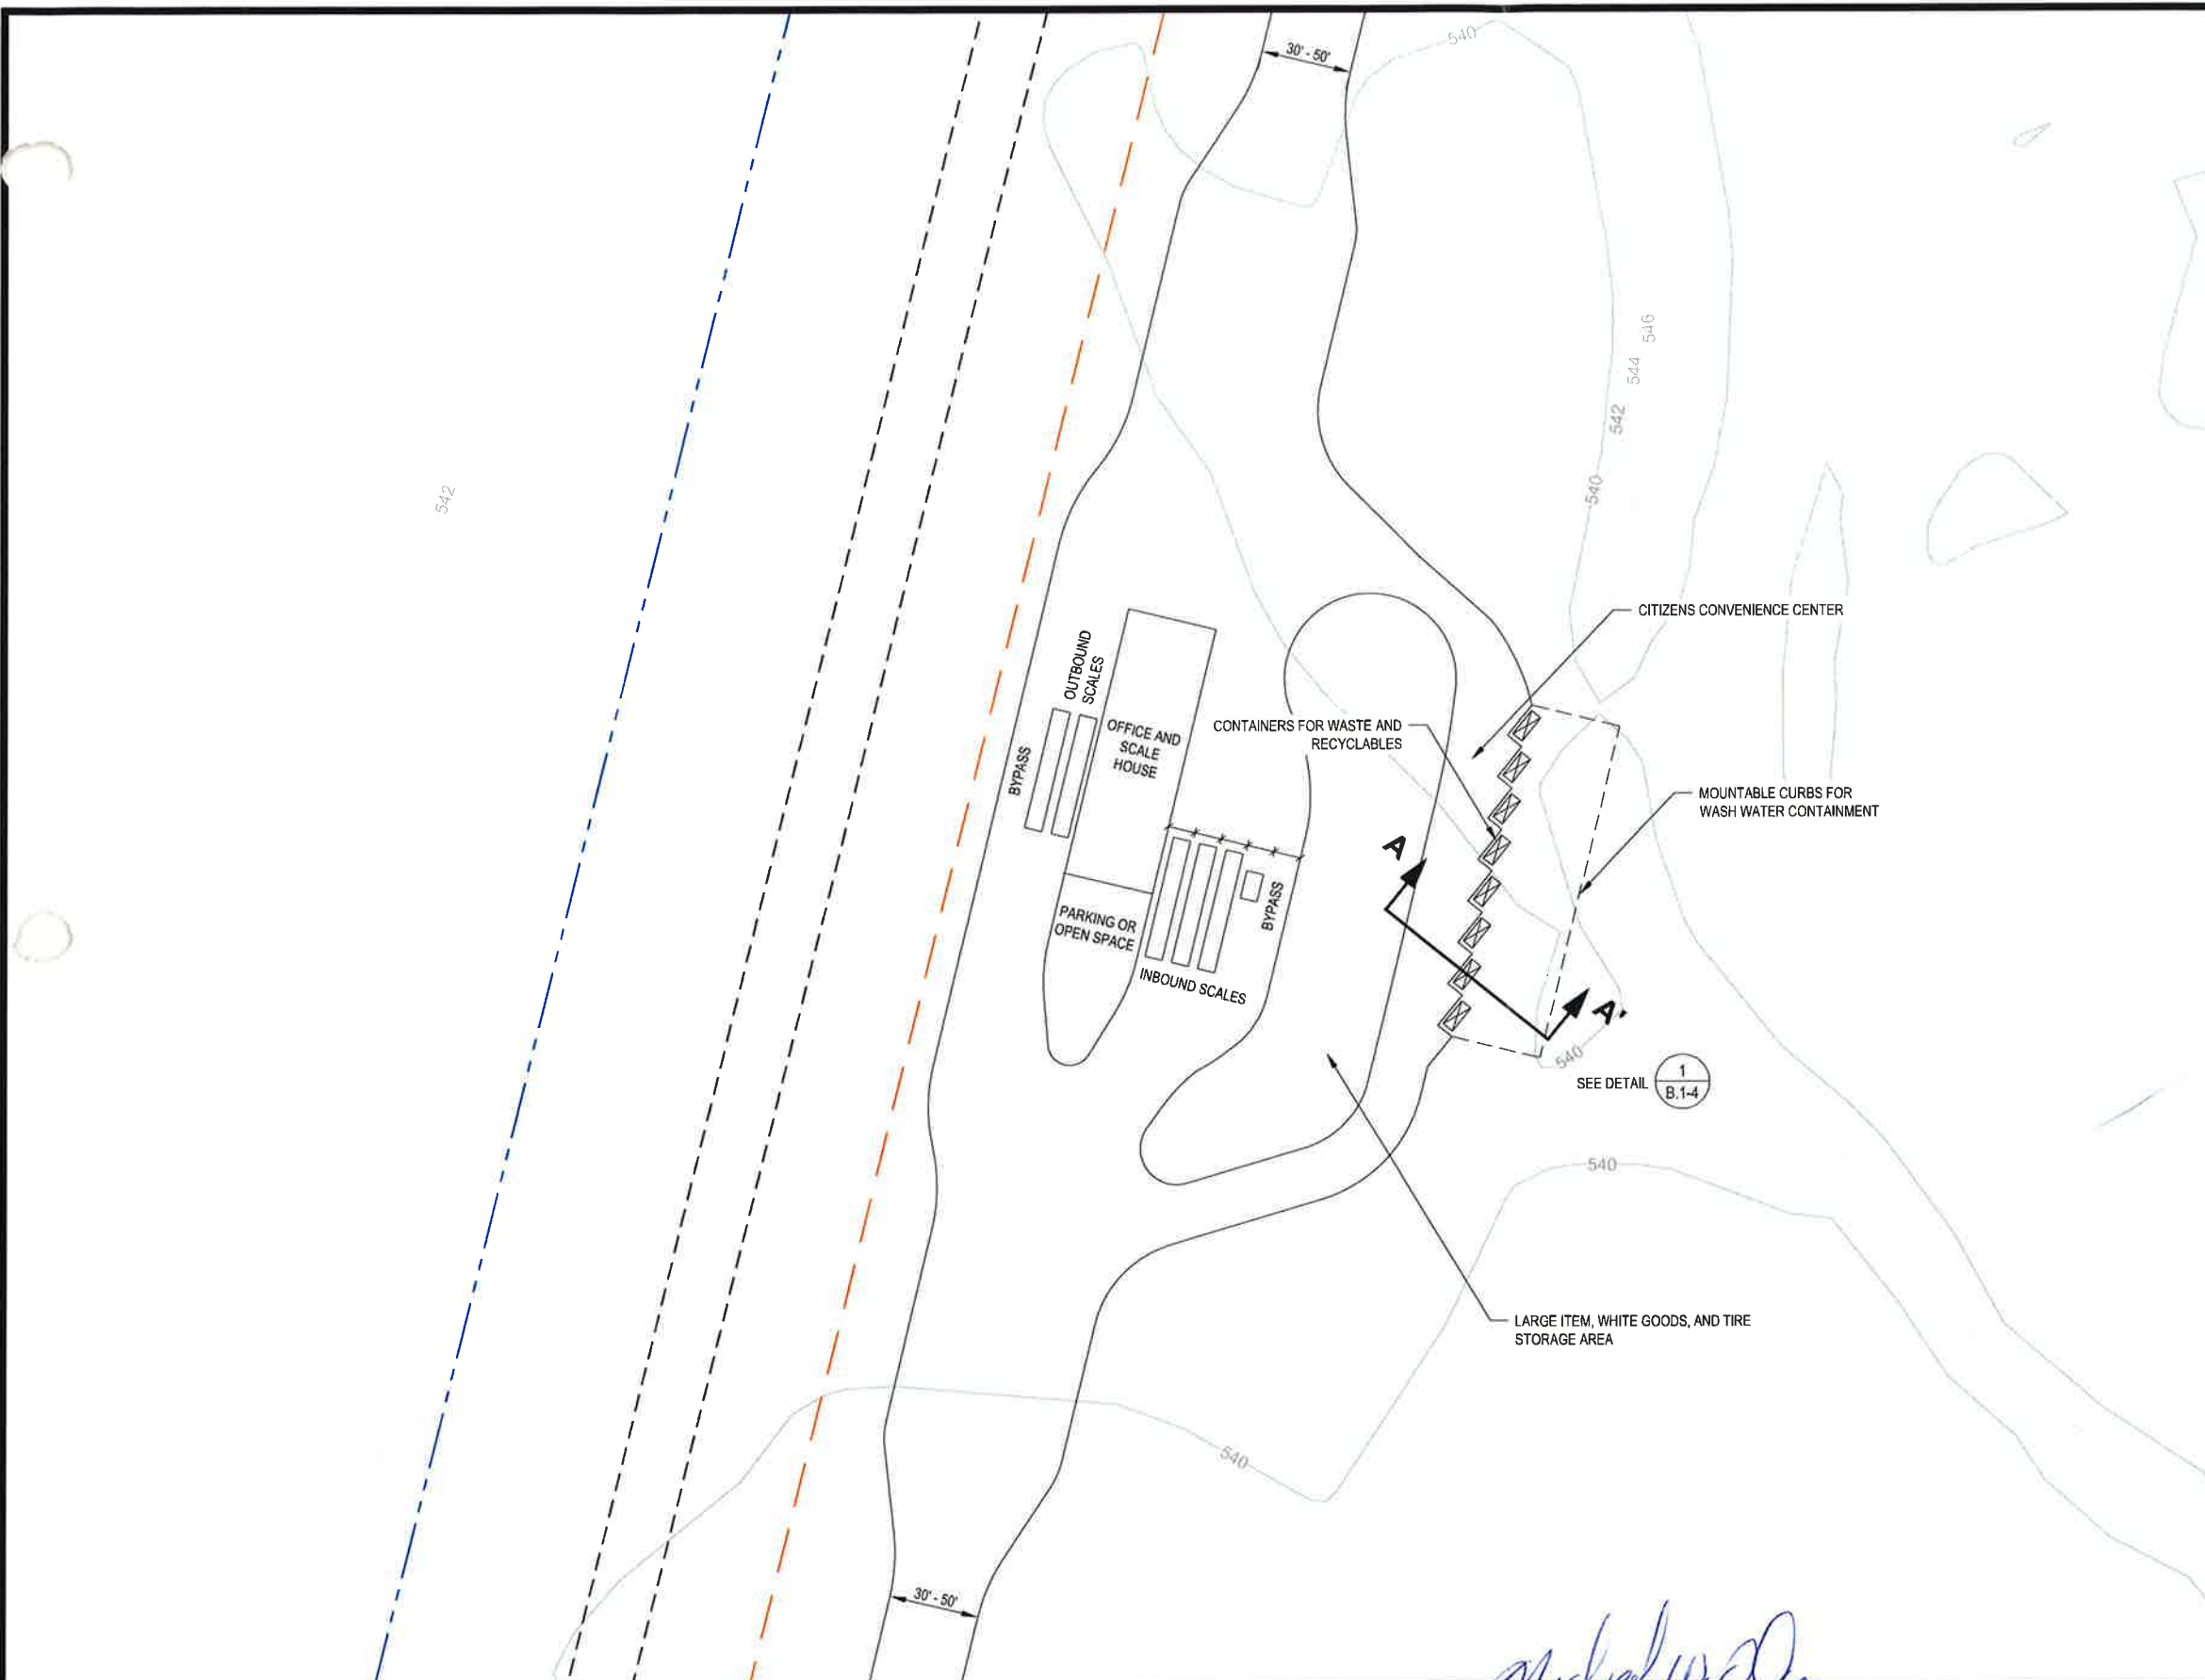 30' - 50'
540
546
544
542
540
542
CITIZENS CONVENIENCE CENTER
OUTBOUND
SCALES
BYPASS
OFFICE AND
SCALE
HOUSE
CONTAINERS FOR WASTE AND
RECYCLABLES
MOUNTABLE CURBS FOR
WASH WATER CONTAINMENT
A
BYPASS
PARKING OR
OPEN SPACE
INBOUND SCALES
A'
540
SEE DETAIL
1
B.1-4
540
LARGE ITEM, WHITE GOODS, AND TIRE
STORAGE AREA
540
30' - 50'